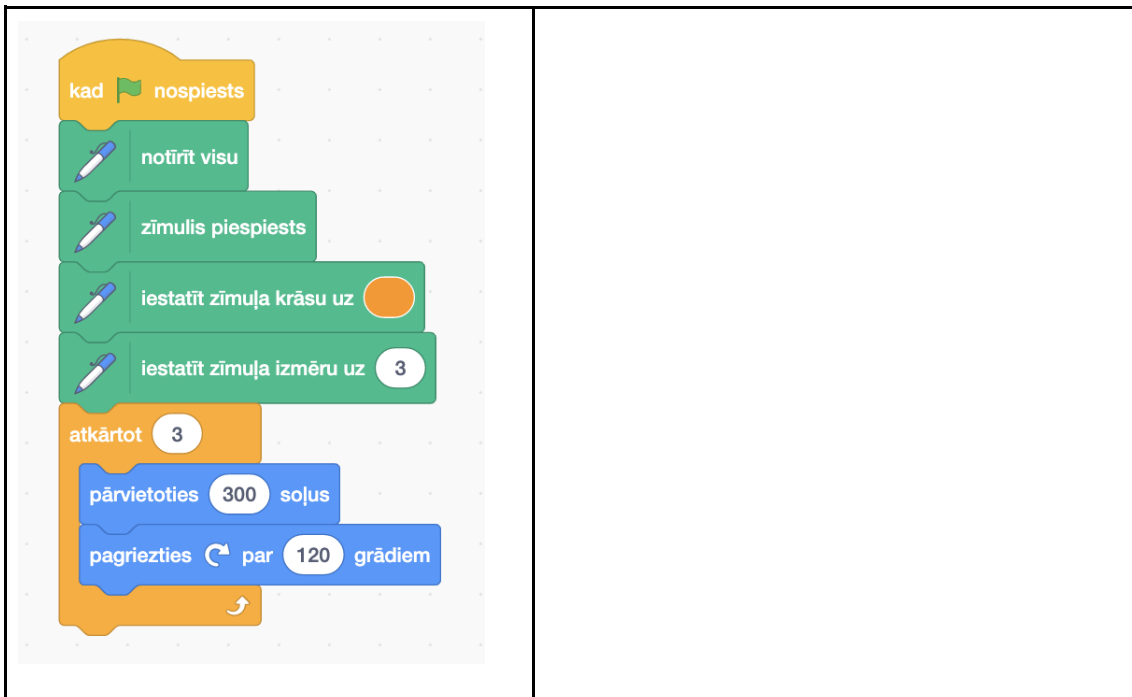 kad nospiests
notīrīt visu
zīmulis piespiests
iestatīt zīmuļa krāsu uz
iestatīt zīmuļa izmēru uz 3
atkārtot 3
pārvietoties 300 soļus
pagriezties par 120 grādiem